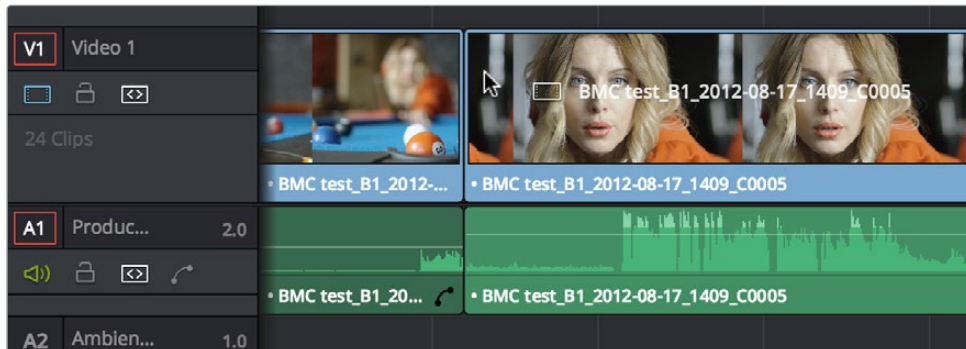 V1 Video 1
BMC test_B1_2012-08-17_1409_C0005
24 Clips
• BMC test_B1_2012-...
• BMC test_B1_2012-08-17_1409_C0005
A1 Produc... 2.0
• BMC test_B1_20...
• BMC test_B1_2012-08-17_1409_C0005
A2 Ambien... 1.0